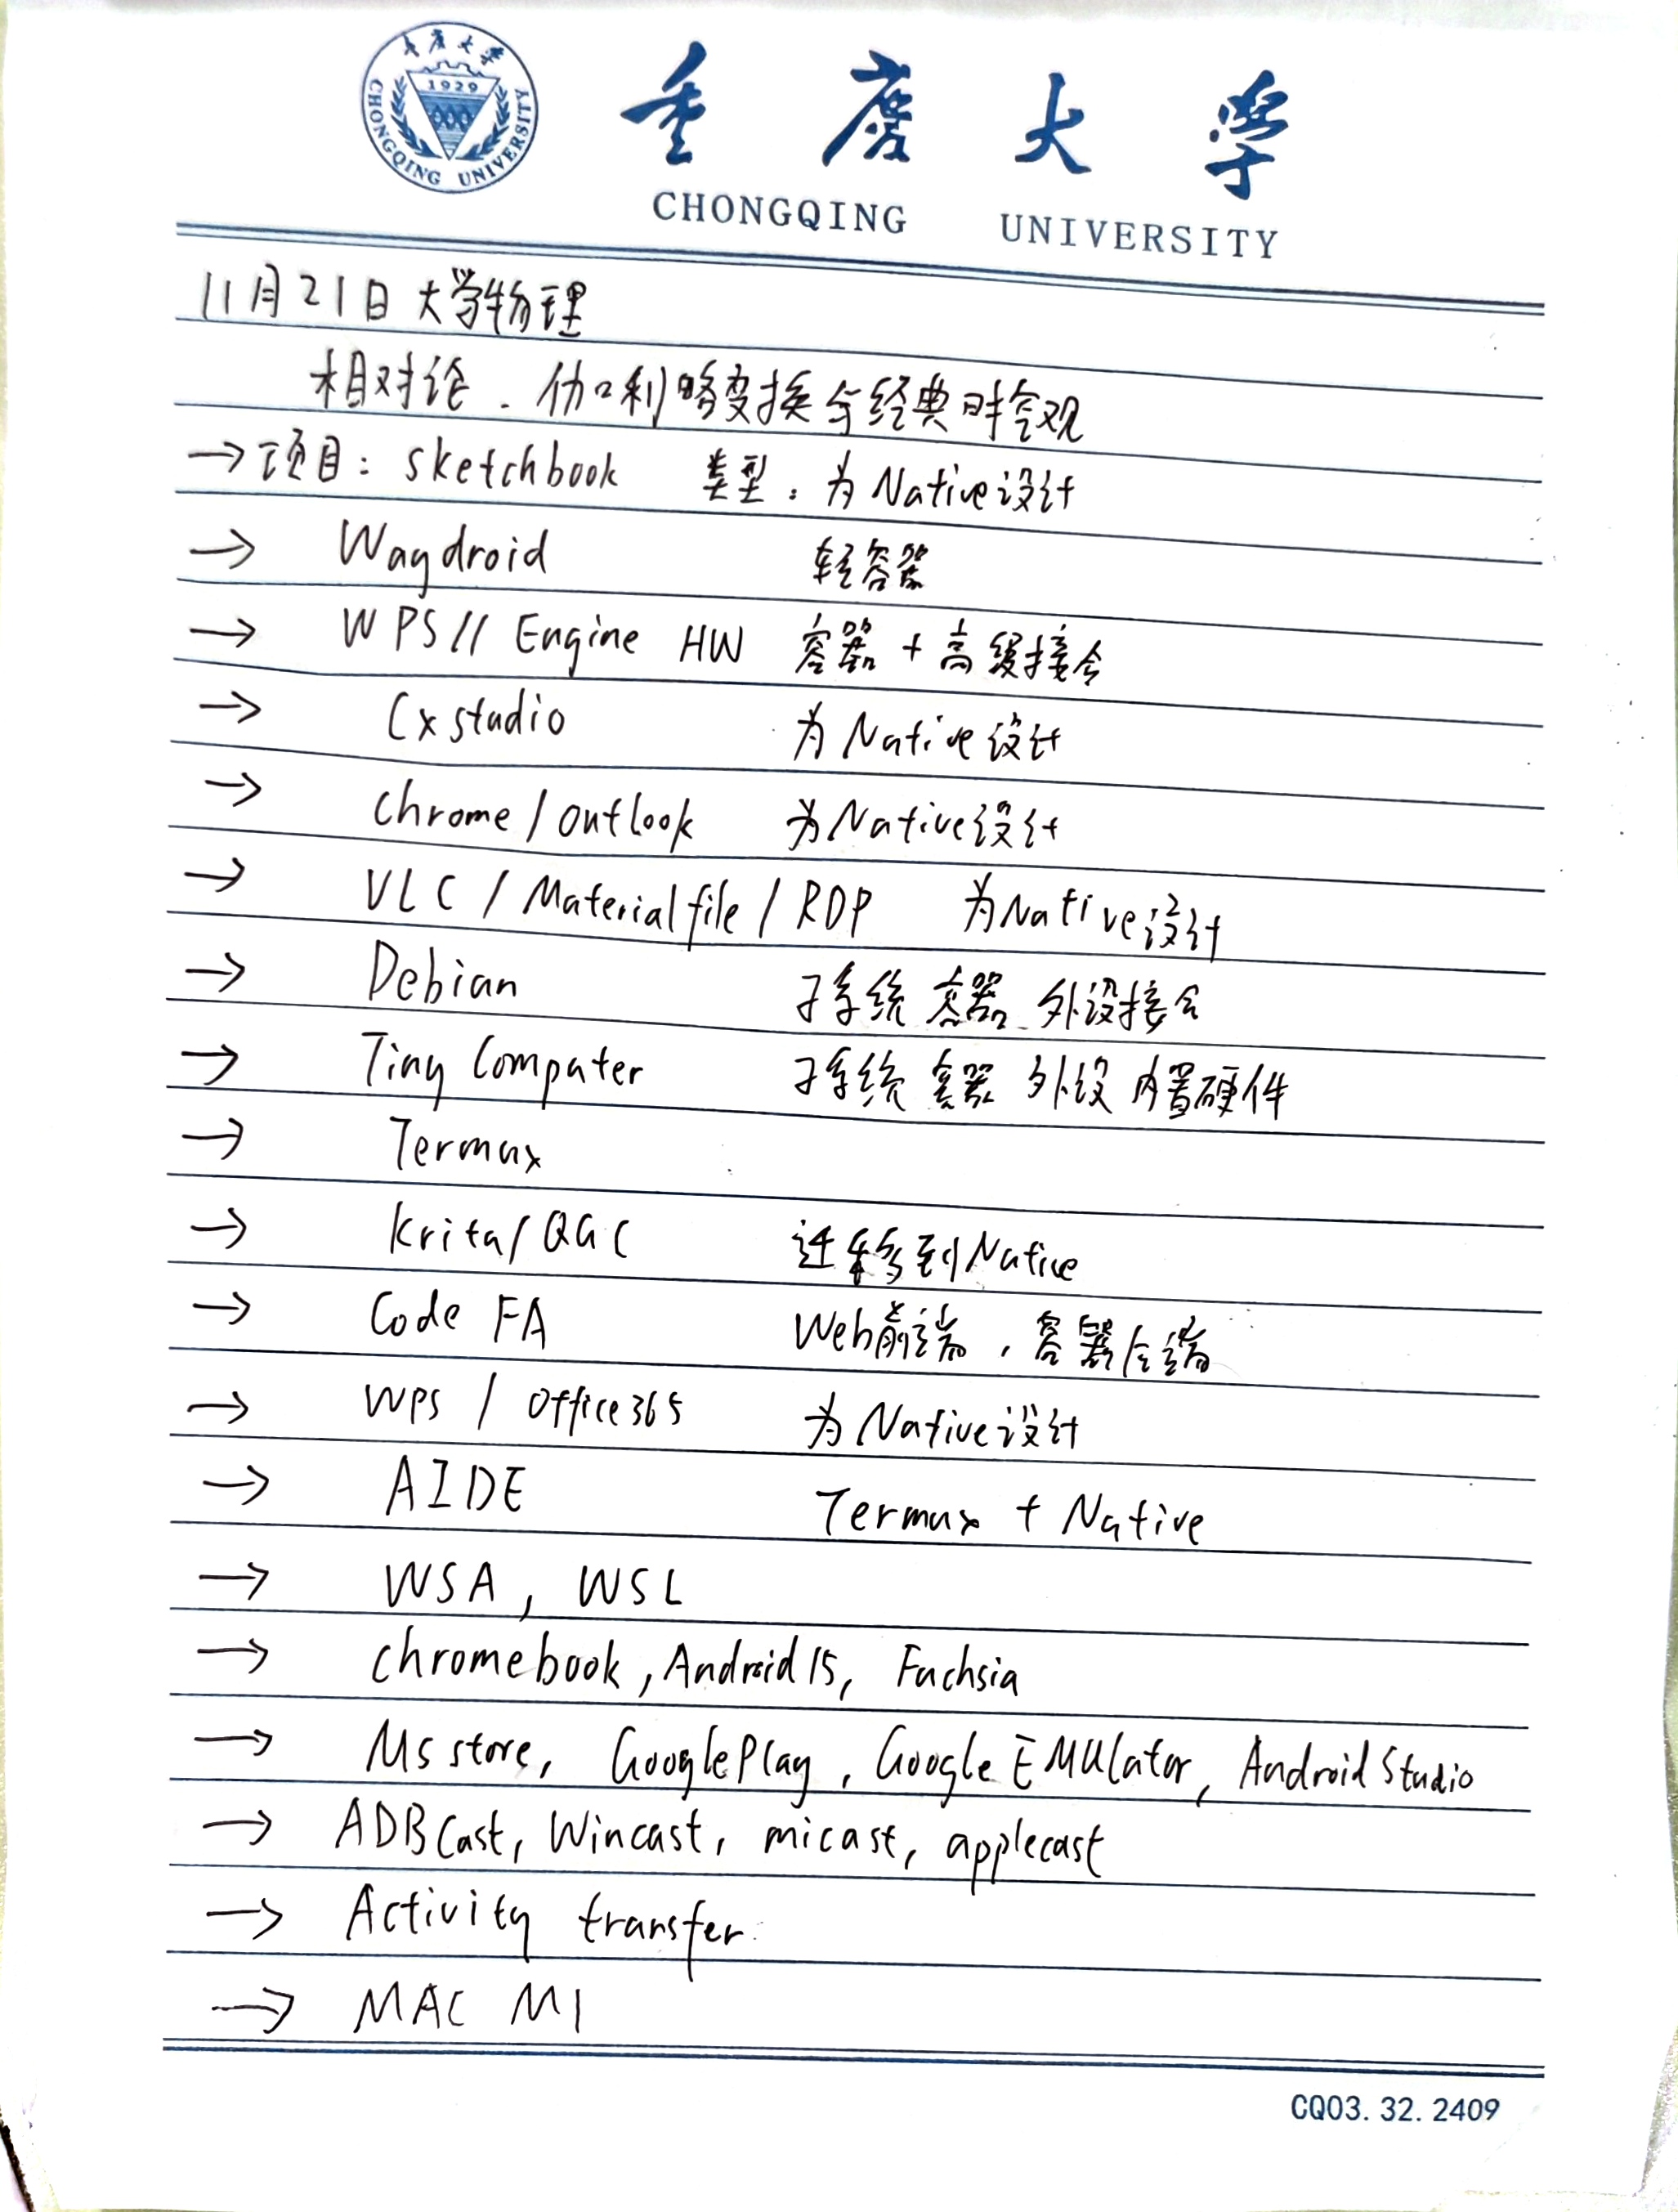 重庆大学
1929
CHONGQING UNIVERSITY
重庆大学
CHONGQING UNIVERSITY
11月21日 大学物理
相对论. 伽利略变换与经典时空观
→项目: sketchbook 类型: 为Native设计
→ Waydroid 轻容器
→ WPS// Engine HW 容器+高级接合
→ Cxstudio 为Native设计
→ Chrome/outlook 为Native设计
→ VLC / Material file / RDP 为Native设计
→ Debian 子系统 容器 外设接合
→ Tiny Computer 子系统 容器 外设 内置硬件
→ Termux
→ Krita/QGC 迁移到Native
→ Code FA Web前端, 容器后端
→ WPS / Office365 为Native设计
→ AIDE Termux + Native
→ WSA, WSL
→ chromebook, Android 15, Fuchsia
→ Ms store, GooglePlay, Google EMUlator, Android Studio
→ ADBCast, Wincast, micast, applecast
→ Activity transfer
→ MAC M1
CQ03.32.2409